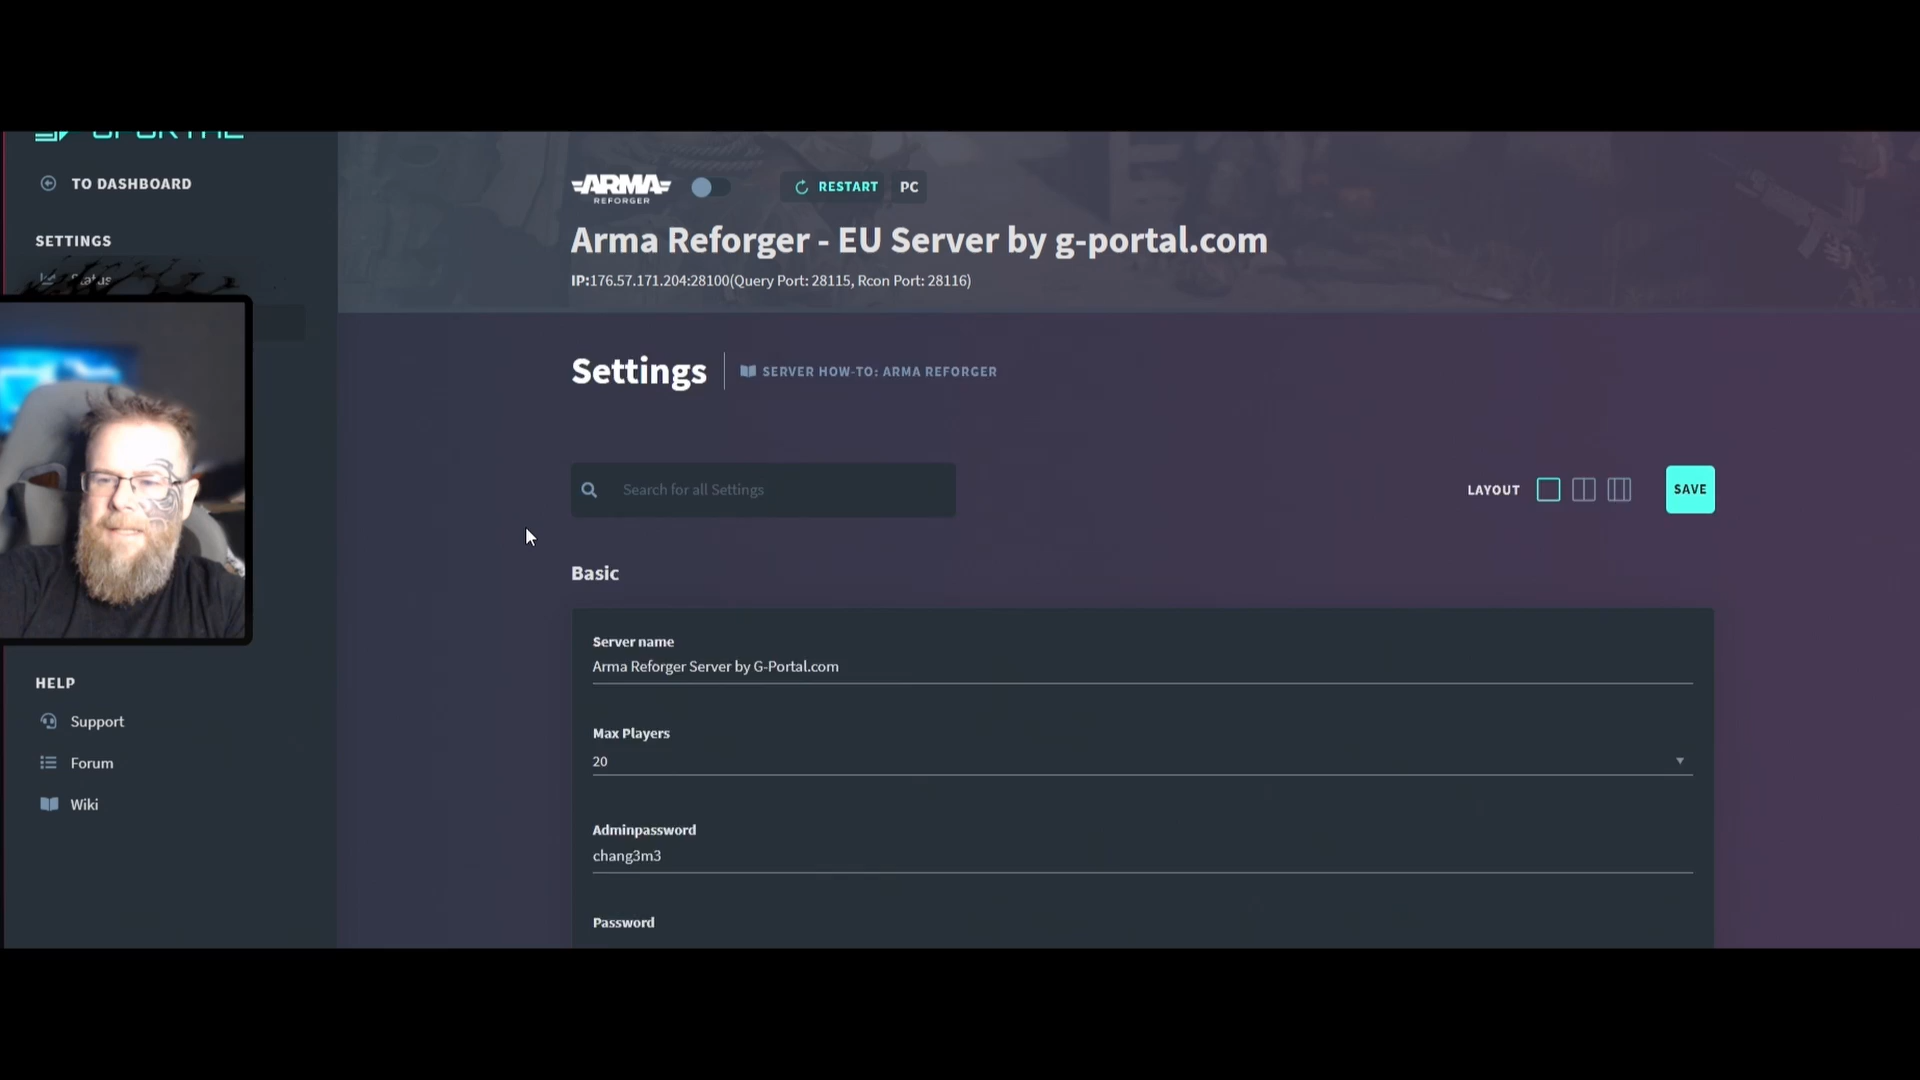 GPORTAL
TO DASHBOARD
SETTINGS
Status
HELP
Support
Forum
Wiki
ARMA
REFORGER
RESTART
PC
Arma Reforger - EU Server by g-portal.com
IP:176.57.171.204:28100(Query Port: 28115, Rcon Port: 28116)
Settings
SERVER HOW-TO: ARMA REFORGER
Search for all Settings
LAYOUT
SAVE
Basic
Server name
Arma Reforger Server by G-Portal.com
Max Players
20
Adminpassword
chang3m3
Password